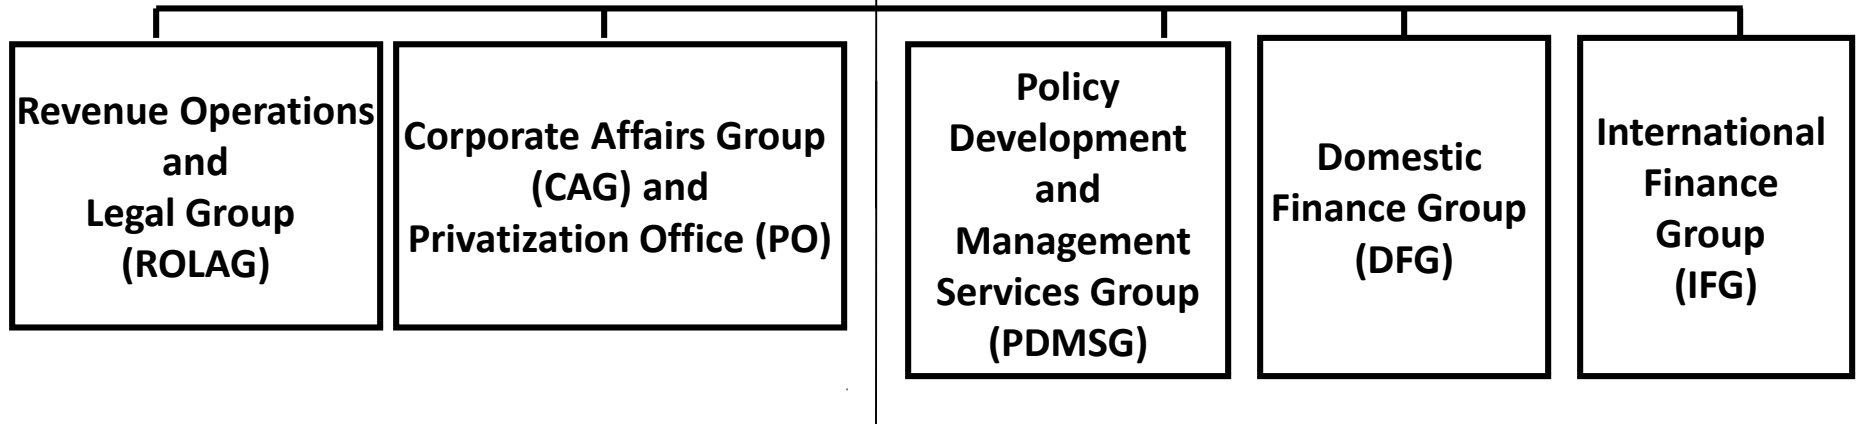 Revenue Operations
and
Legal Group
(ROLAG)
Corporate Affairs Group
(CAG) and
Privatization Office (PO)
Policy
Development
and
Management
Services Group
(PDMSG)
Domestic
Finance Group
(DFG)
International
Finance
Group
(IFG)